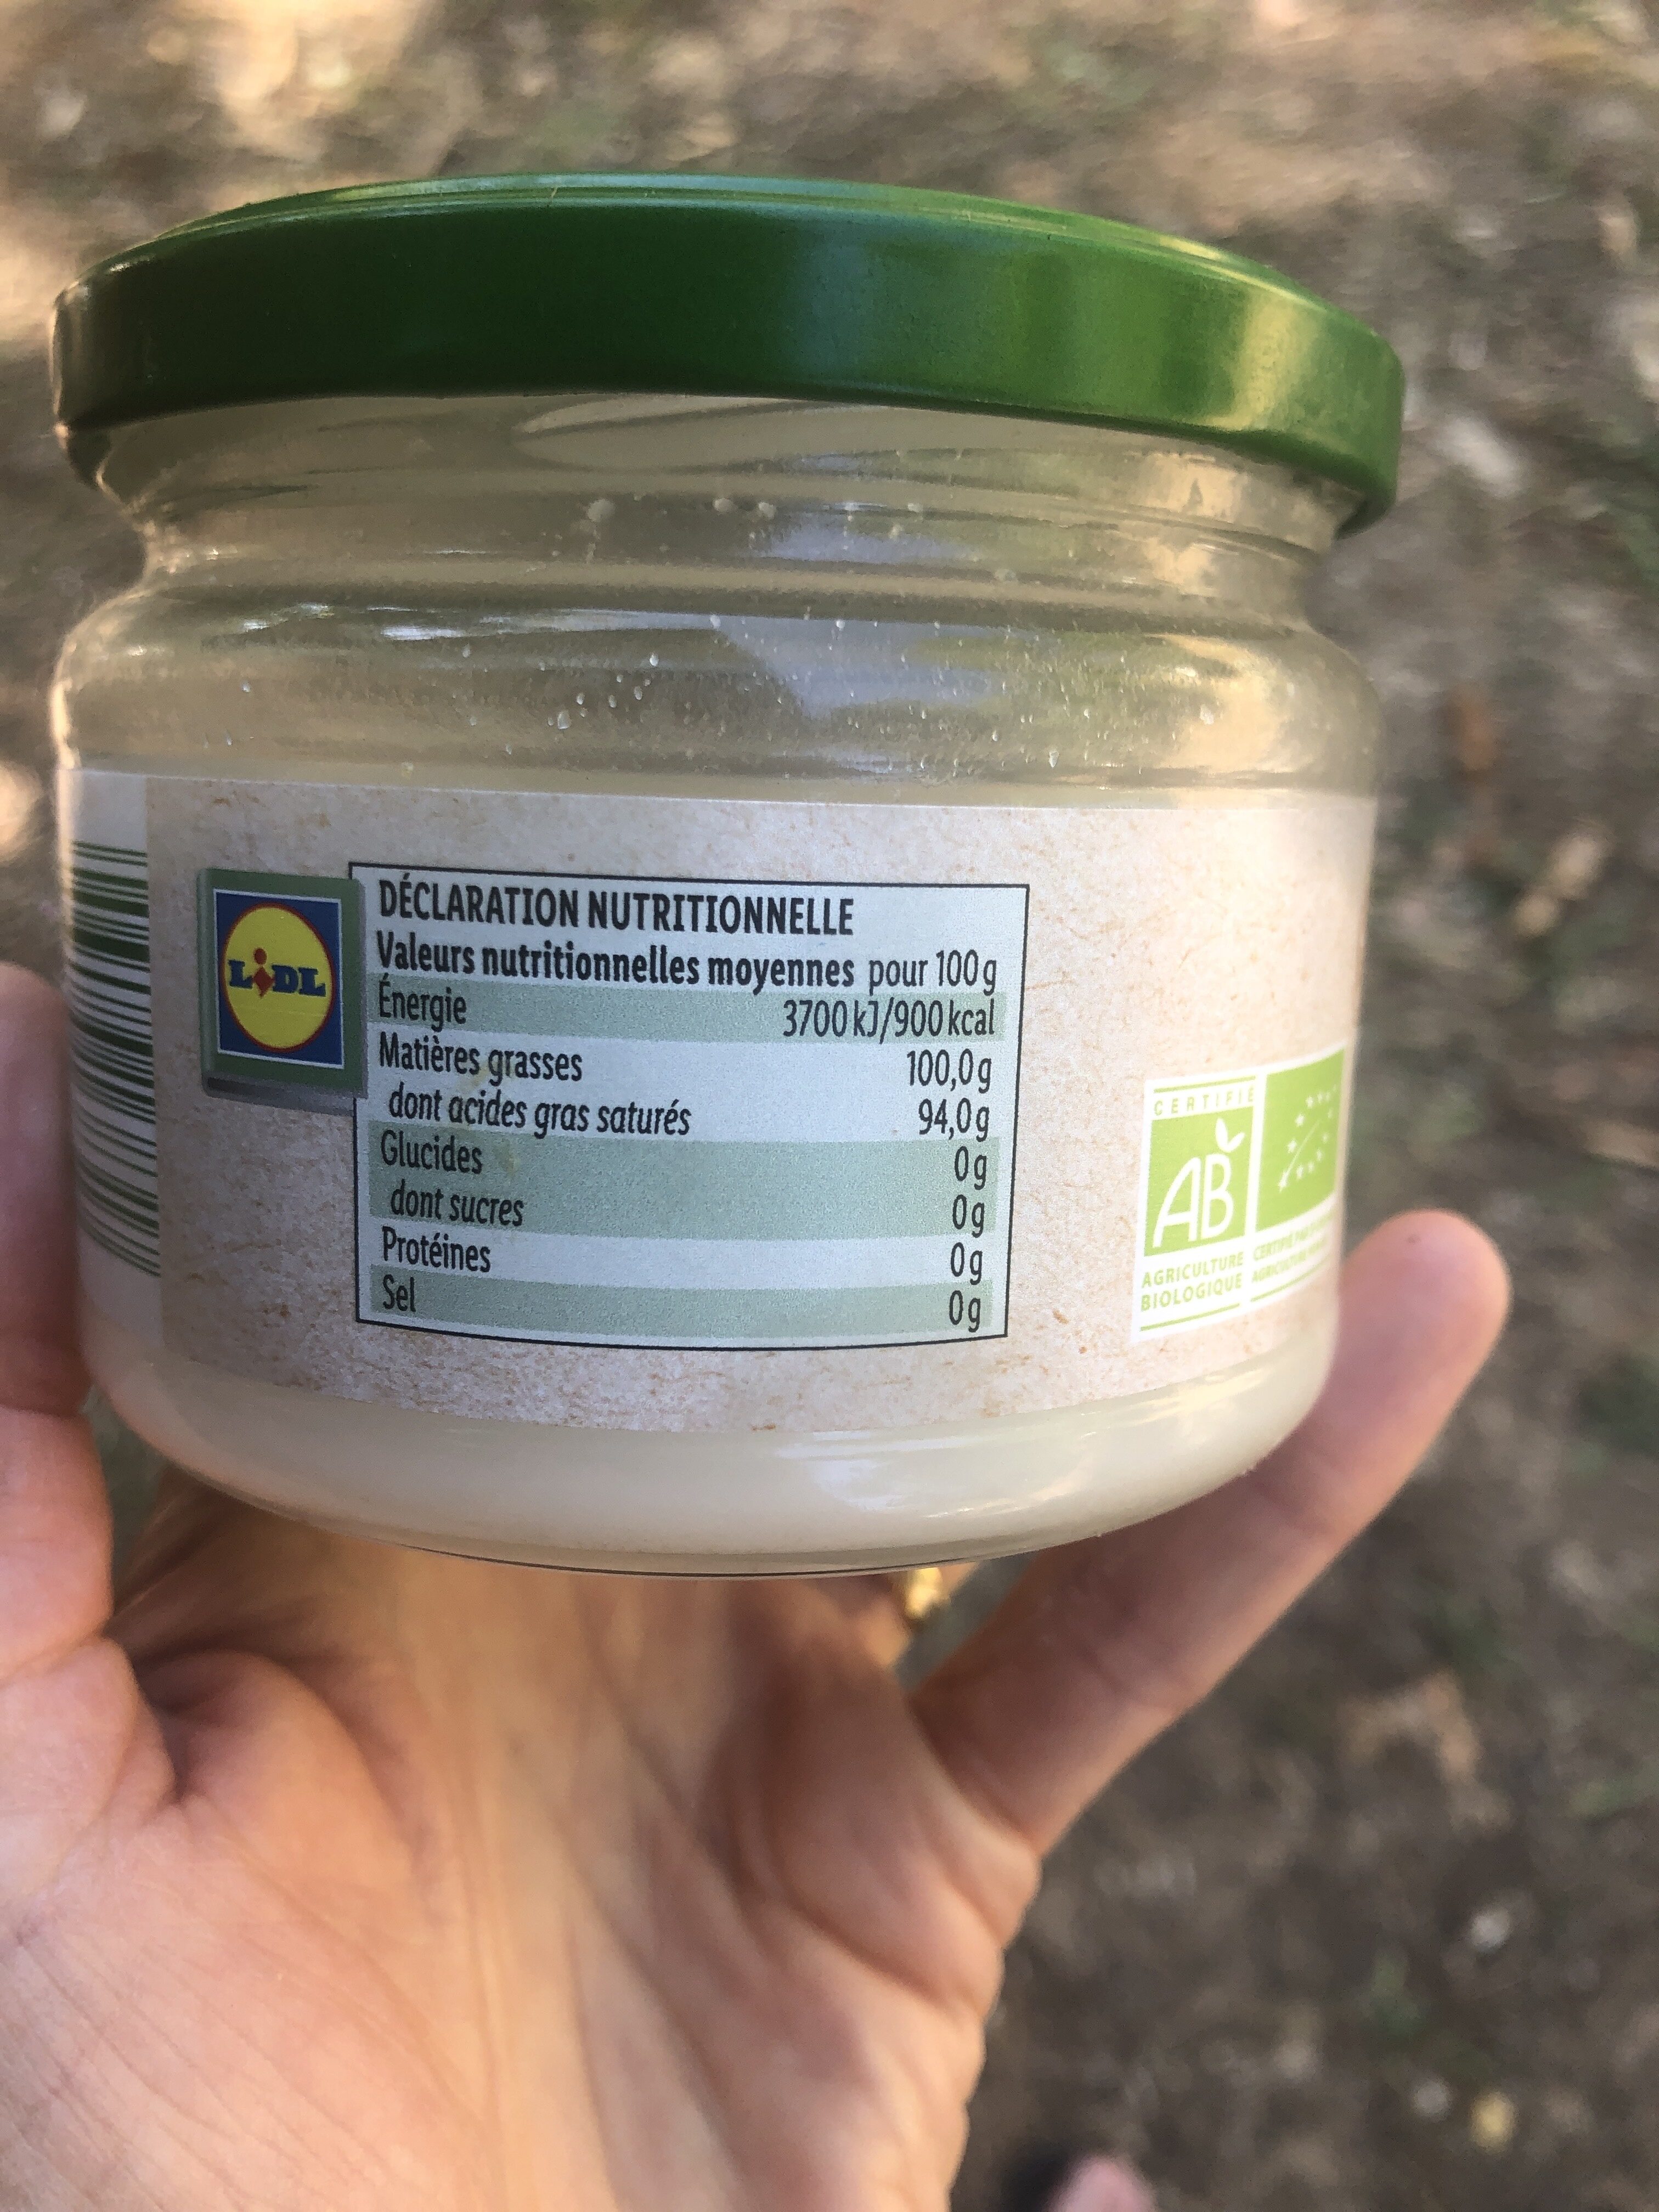 LIDL
DÉCLARATION NUTRITIONNELLE
Valeurs nutritionnelles moyennes pour 100g
Énergie 3700 kJ/900 kcal
Matières grasses 100,0g
dont acides gras saturés 94,0g
Glucides 0g
dont sucres 0g
Protéines 0g
Sel 0g
CERTIFIÉ
AB
AGRICULTURE
BIOLOGIQUE
CERTIFIÉ